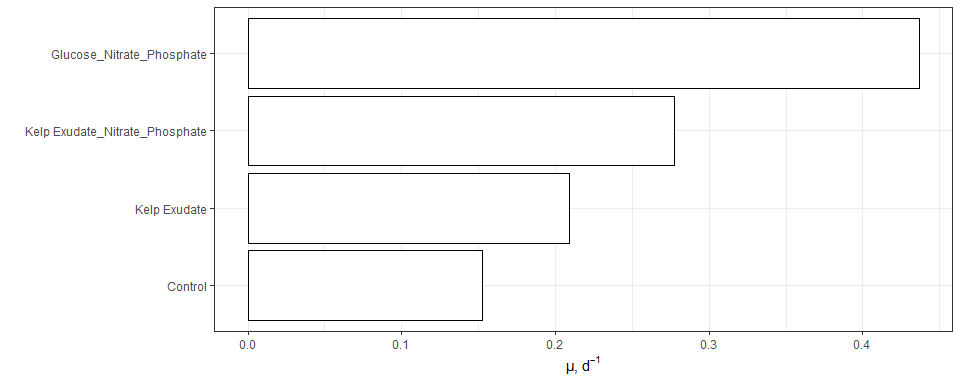 Glucose_Nitrate_Phosphate
Kelp Exudate_Nitrate_Phosphate
Kelp Exudate
Control
0.0 0.1 0.2 0.3 0.4
μ, d⁻¹